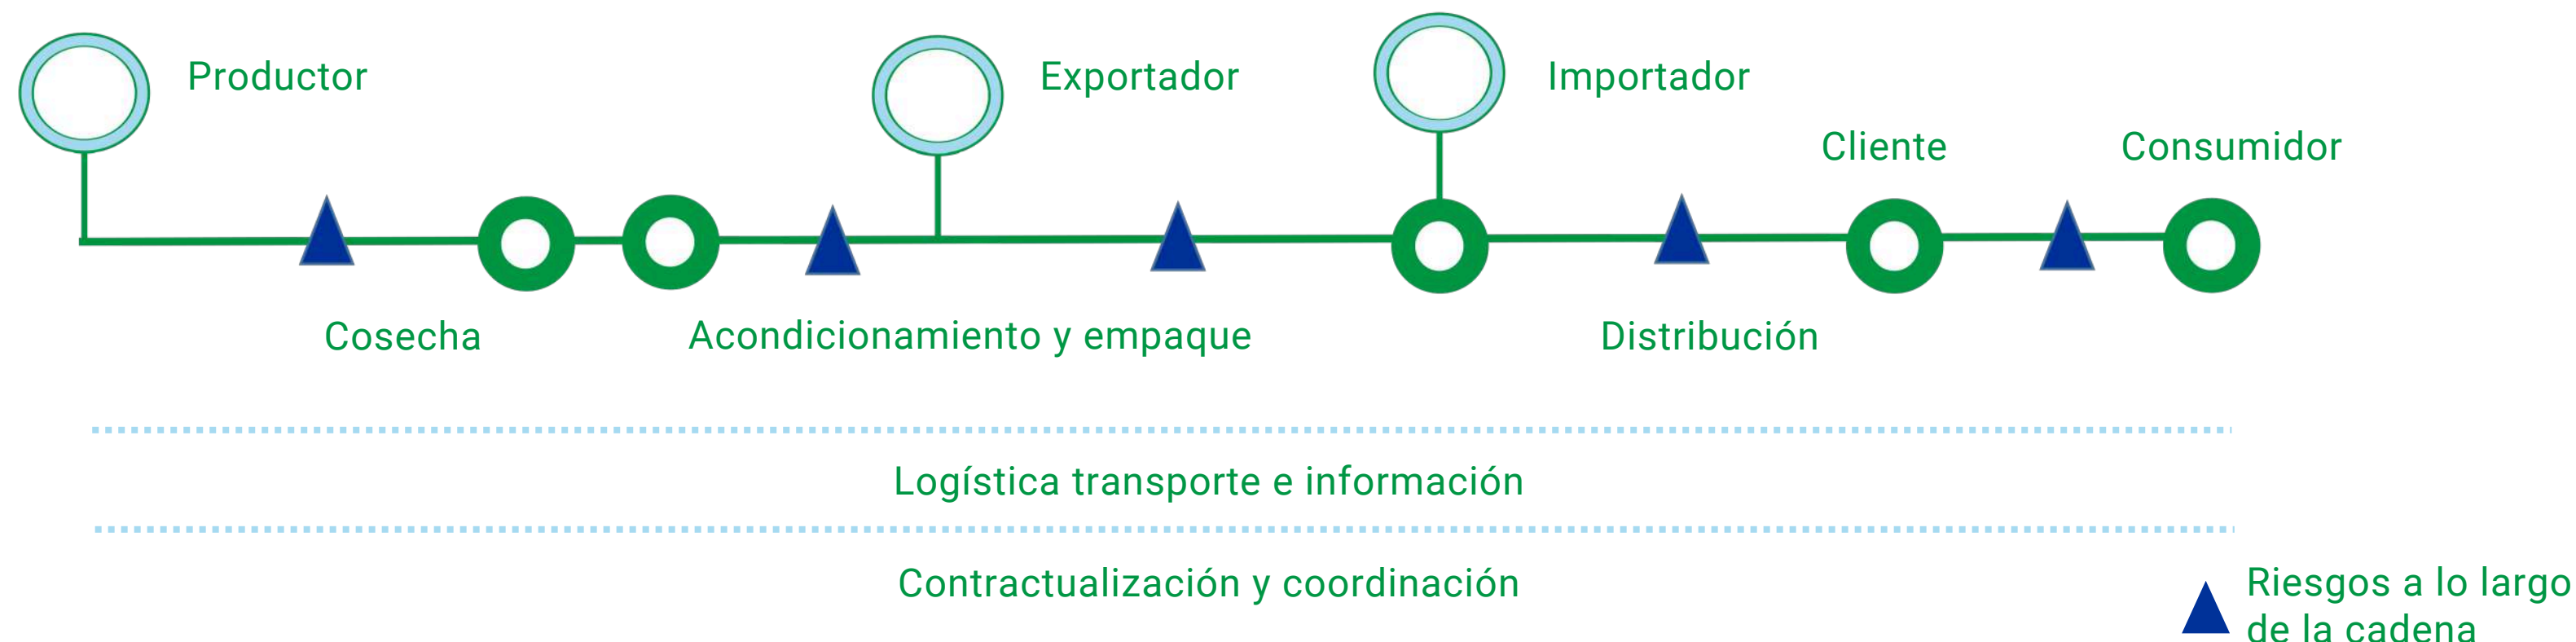 Productor
Exportador
Importador
Cliente
Consumidor
Cosecha
Acondicionamiento y empaque
Distribución
Logística transporte e información
Contractualización y coordinación
Riesgos a lo largo
de la cadena